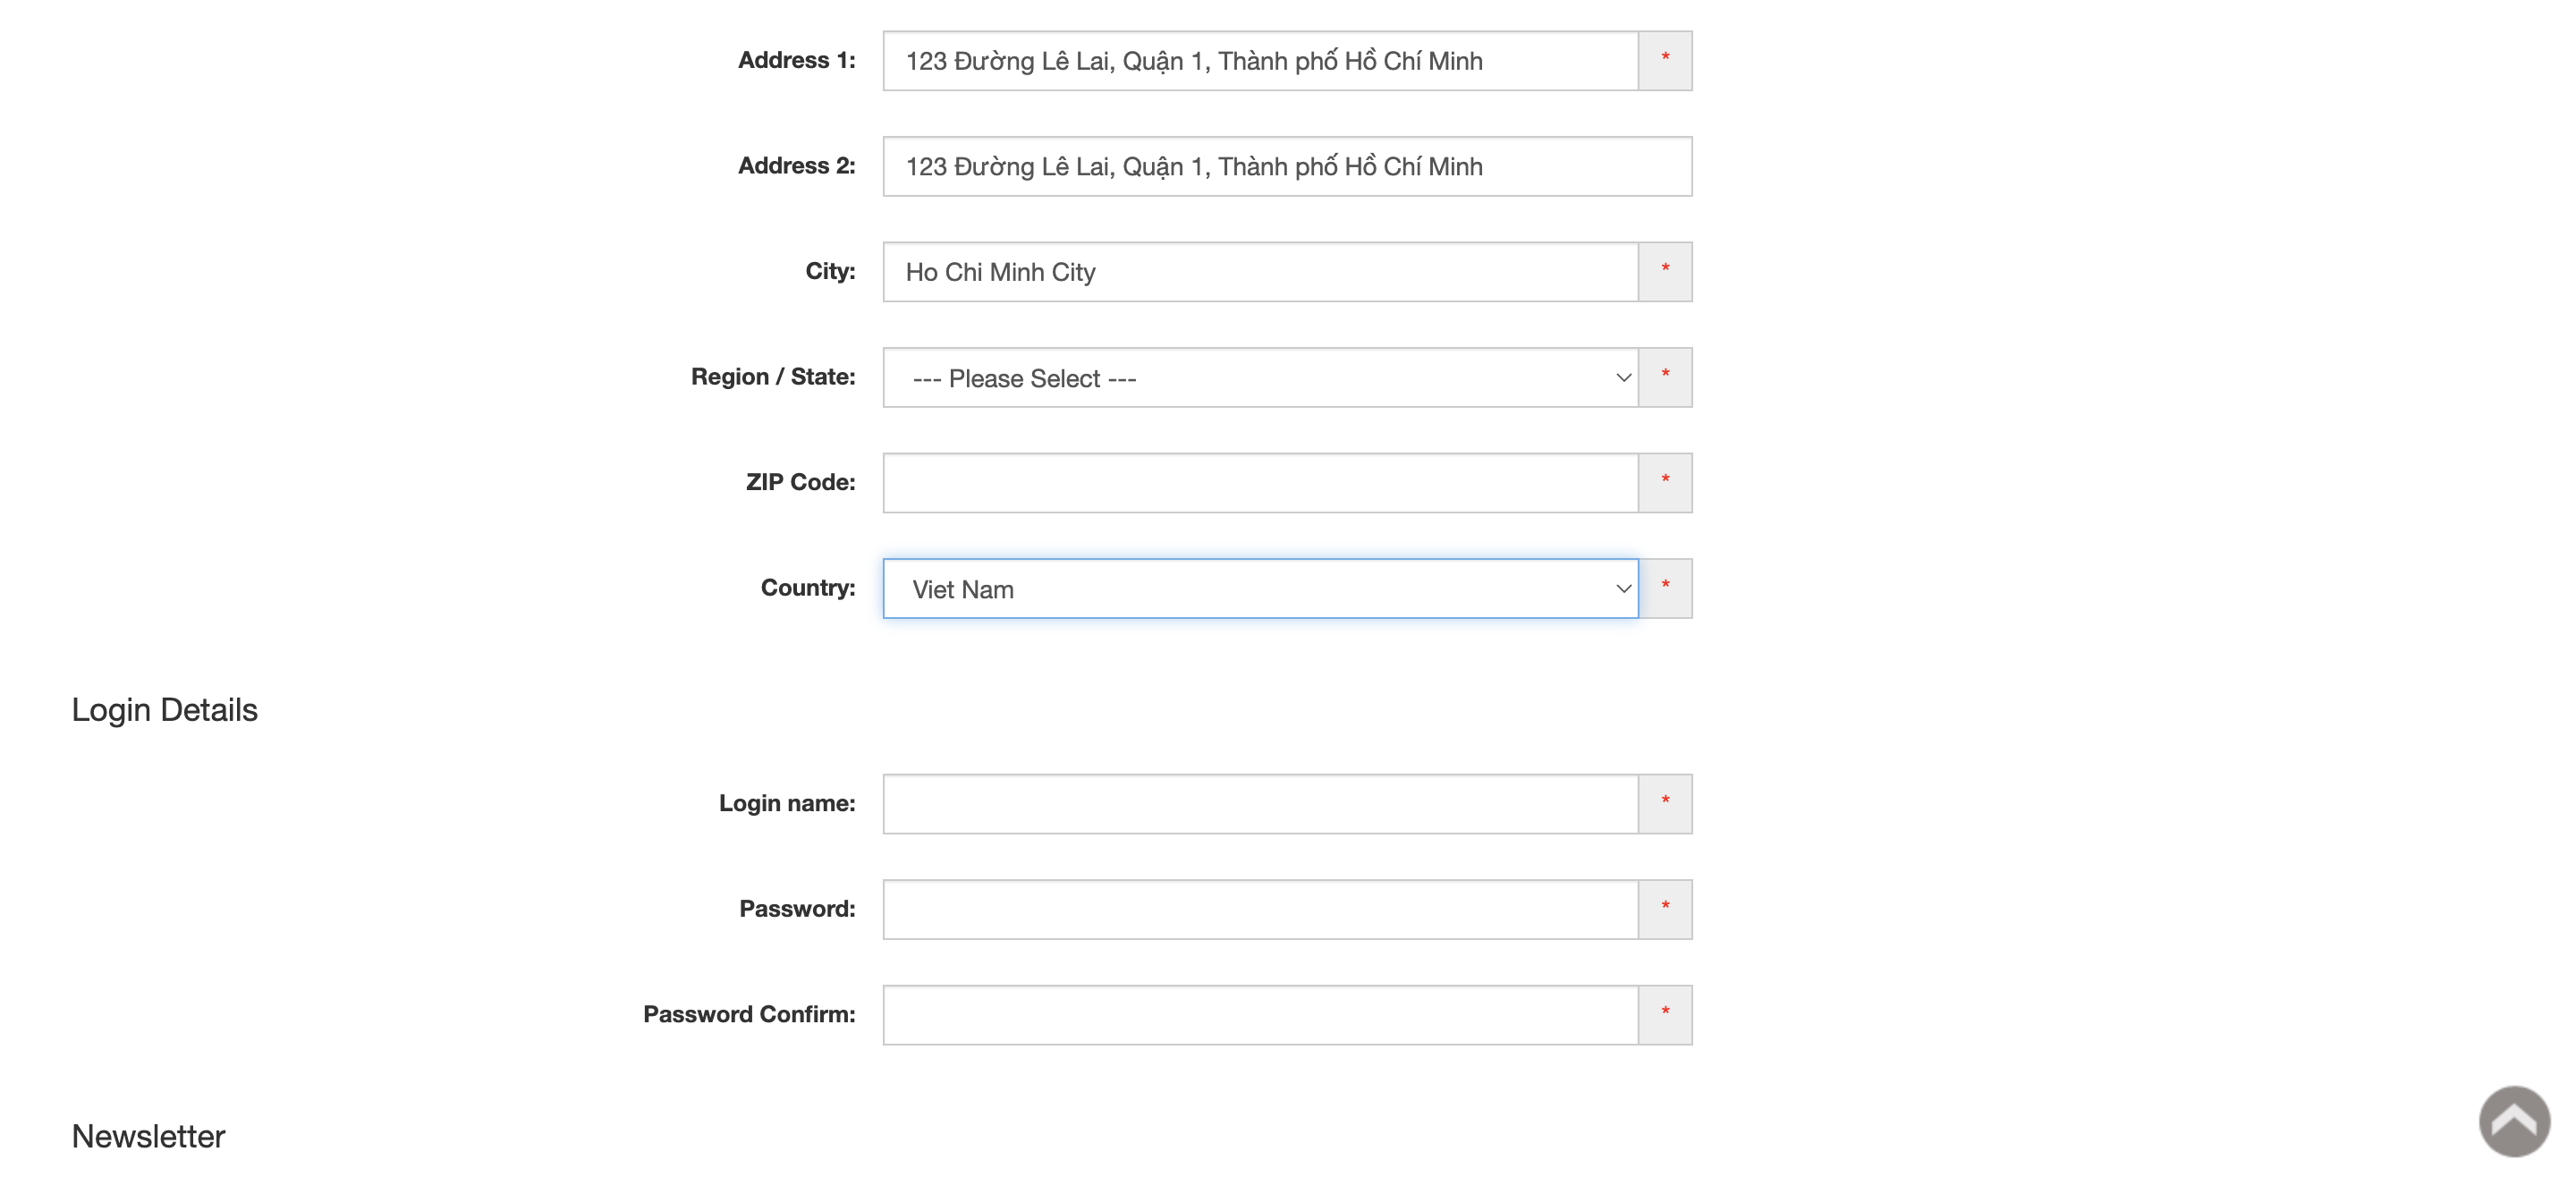 Address 1: 123 Đường Lê Lai, Quận 1, Thành phố Hồ Chí Minh *
Address 2: 123 Đường Lê Lai, Quận 1, Thành phố Hồ Chí Minh
City: Ho Chi Minh City *
Region / State: --- Please Select --- *
ZIP Code: *
Country: Viet Nam *
Login Details
Login name: *
Password: *
Password Confirm: *
Newsletter